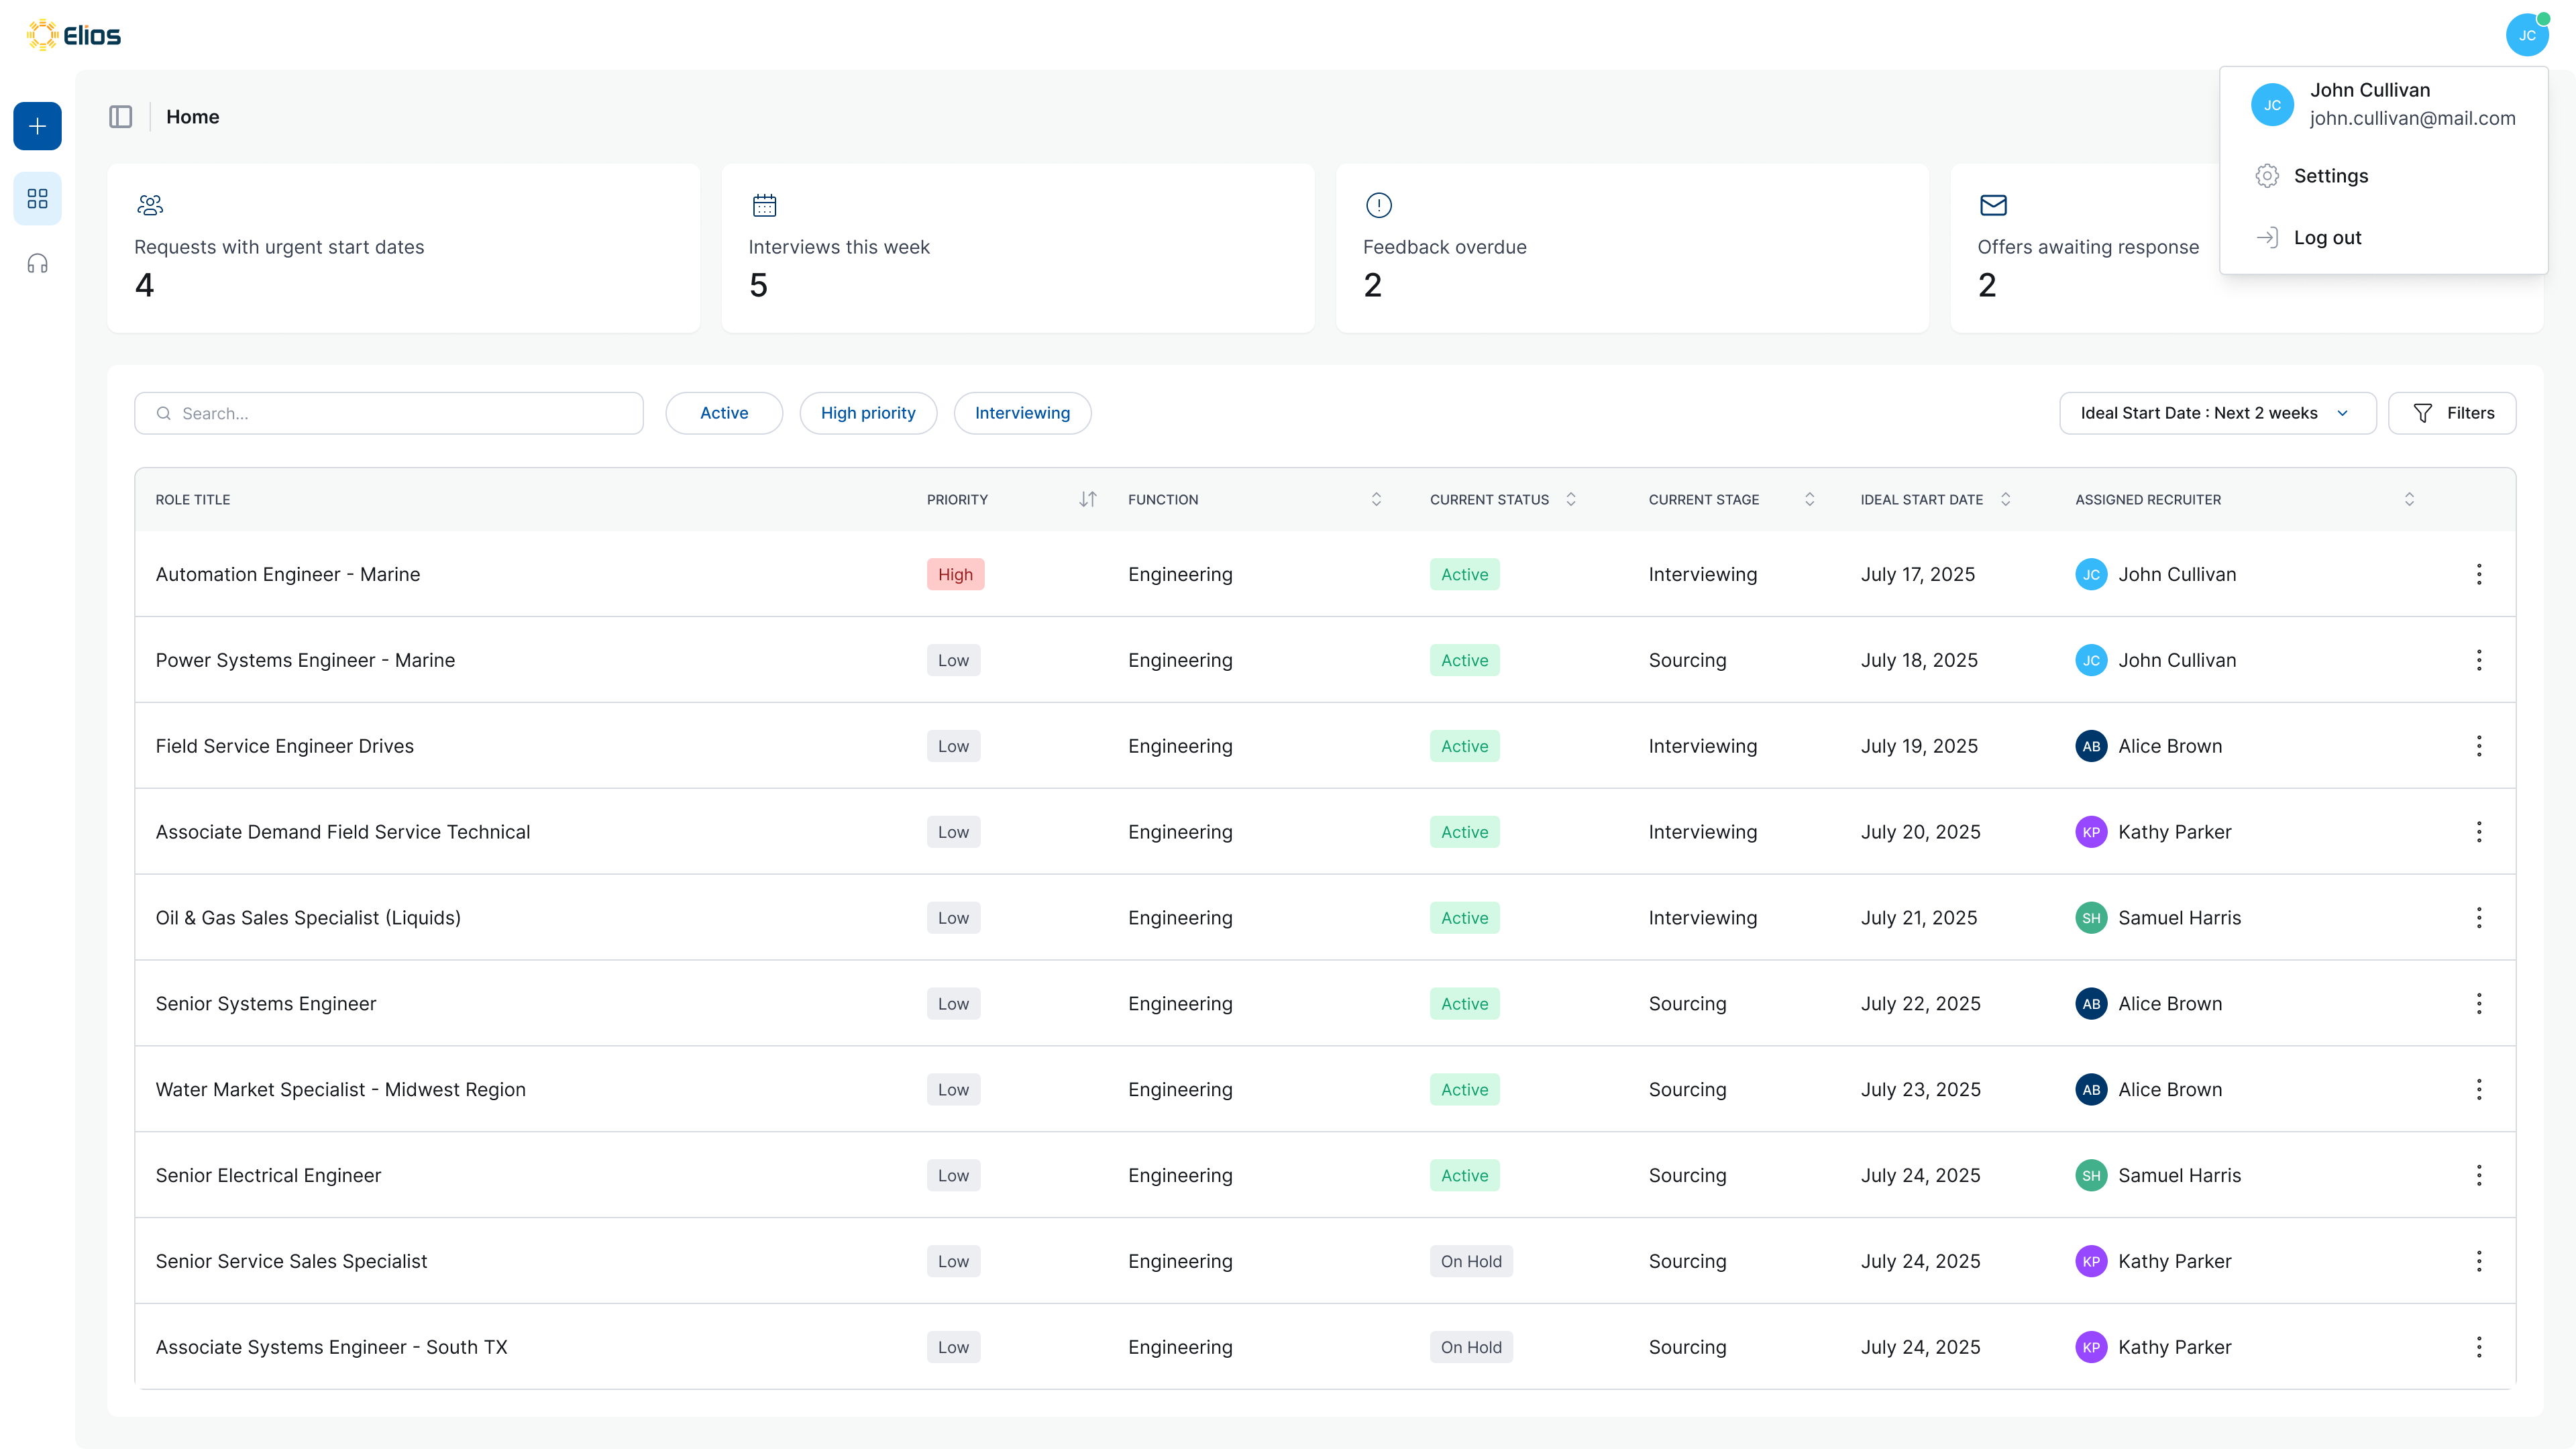 Elios
JC
John Cullivan
JC
john.cullivan@mail.com
Settings
Log out
Home
Requests with urgent start dates
4
Interviews this week
5
Feedback overdue
2
Offers awaiting response
2
Search...
Active
High priority
Interviewing
Ideal Start Date : Next 2 weeks
Filters
ROLE TITLE PRIORITY FUNCTION CURRENT STATUS CURRENT STAGE IDEAL START DATE ASSIGNED RECRUITER
Automation Engineer - Marine High Engineering Active Interviewing July 17, 2025 JC John Cullivan
Power Systems Engineer - Marine Low Engineering Active Sourcing July 18, 2025 JC John Cullivan
Field Service Engineer Drives Low Engineering Active Interviewing July 19, 2025 AB Alice Brown
Associate Demand Field Service Technical Low Engineering Active Interviewing July 20, 2025 KP Kathy Parker
Oil & Gas Sales Specialist (Liquids) Low Engineering Active Interviewing July 21, 2025 SH Samuel Harris
Senior Systems Engineer Low Engineering Active Sourcing July 22, 2025 AB Alice Brown
Water Market Specialist - Midwest Region Low Engineering Active Sourcing July 23, 2025 AB Alice Brown
Senior Electrical Engineer Low Engineering Active Sourcing July 24, 2025 SH Samuel Harris
Senior Service Sales Specialist Low Engineering On Hold Sourcing July 24, 2025 KP Kathy Parker
Associate Systems Engineer - South TX Low Engineering On Hold Sourcing July 24, 2025 KP Kathy Parker